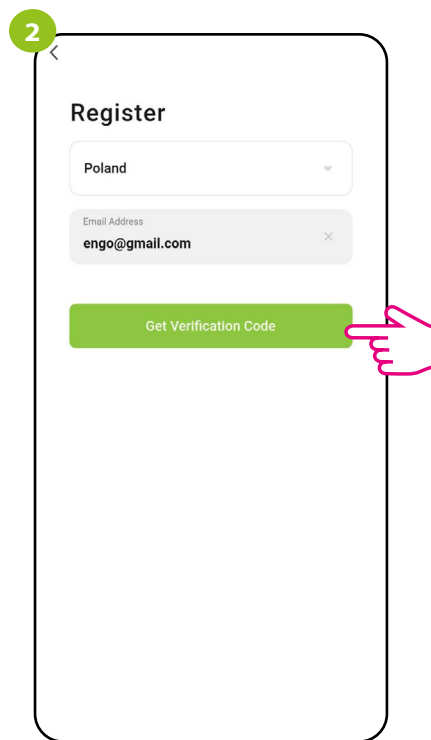 2
Register
Poland
Email Address
engo@gmail.com
Get Verification Code